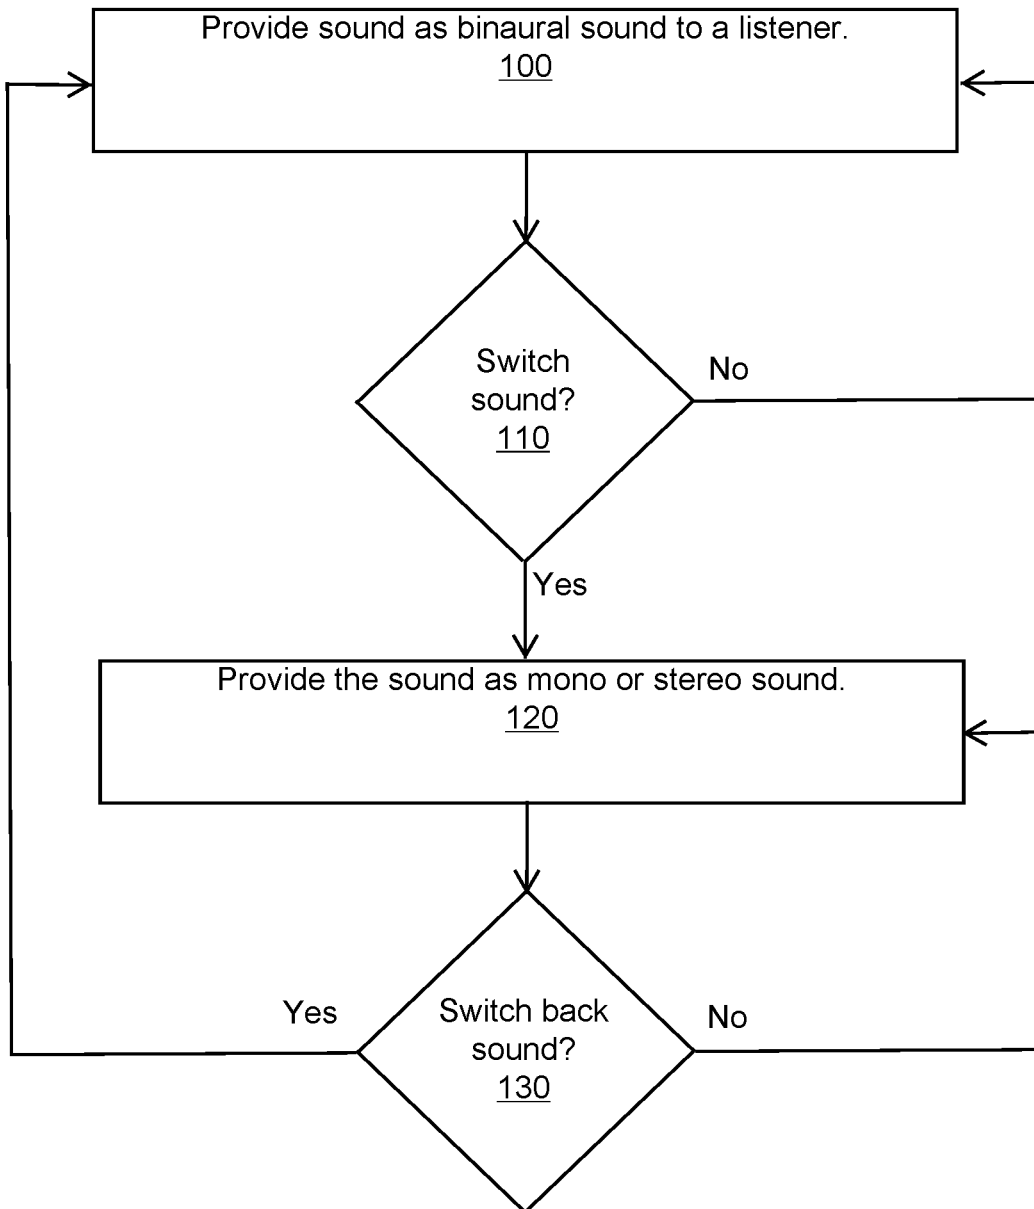 Provide sound as binaural sound to a listener.
100
Switch
sound?
110
No
Yes
Provide the sound as mono or stereo sound.
120
Switch back
sound?
130
Yes
No